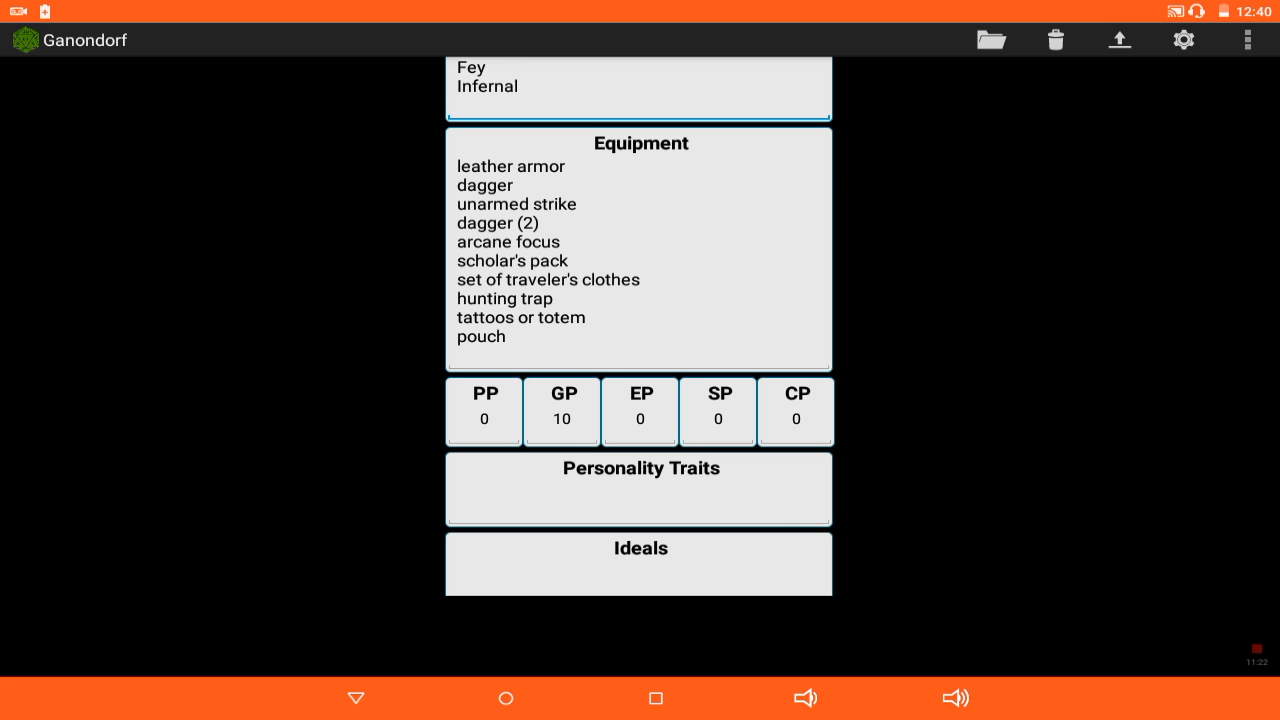 12:40
Ganondorf
Fey
Infernal
Equipment
leather armor
dagger
unarmed strike
dagger (2)
arcane focus
scholar's pack
set of traveler's clothes
hunting trap
tattoos or totem
pouch
PP GP EP SP CP
0 10 0 0 0
Personality Traits
Ideals
11:22